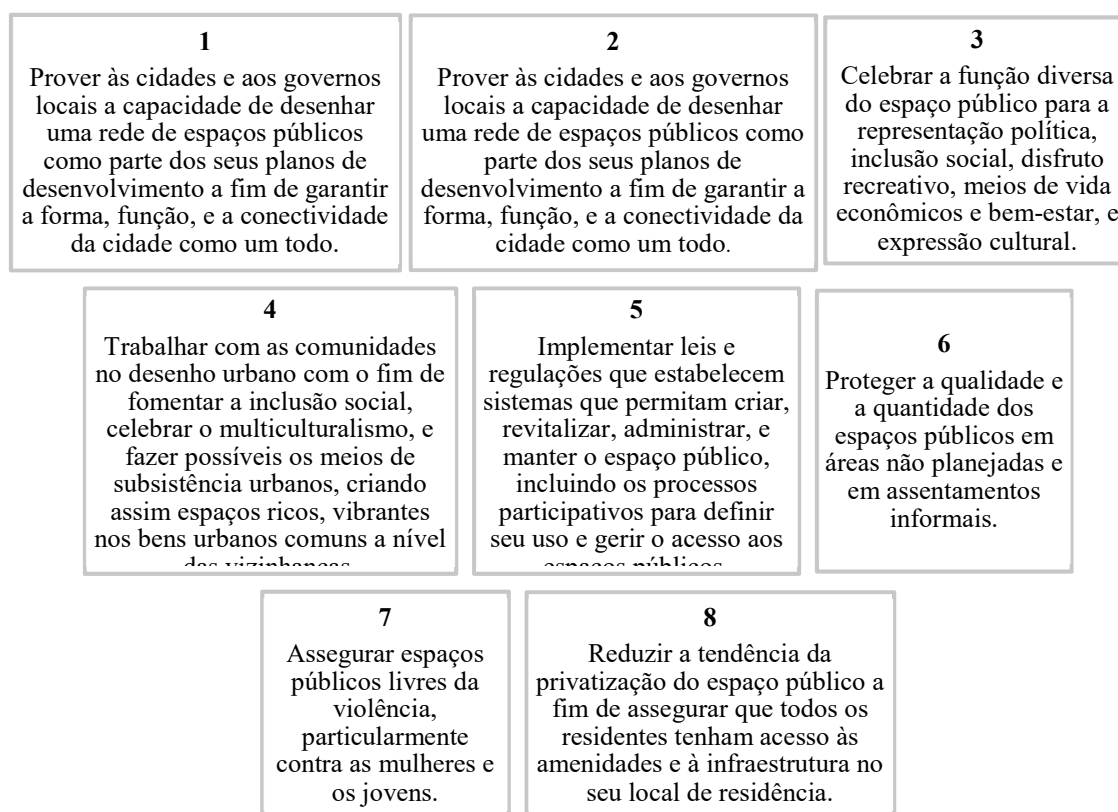 1
Prover às cidades e aos governos
locais a capacidade de desenhar
uma rede de espaços públicos
como parte dos seus planos de
desenvolvimento a fim de garantir
a forma, função, e a conectividade
da cidade como um todo.
2
Prover às cidades e aos governos
locais a capacidade de desenhar
uma rede de espaços públicos
como parte dos seus planos de
desenvolvimento a fim de garantir a
forma, função, e a conectividade da
cidade como um todo.
3
Celebrar a função diversa
do espaço público para a
representação política,
inclusão social, disfruto
recreativo, meios de vida
econômicos e bem-estar, e
expressão cultural.
4
Trabalhar com as comunidades
no desenho urbano com o fim de
fomentar a inclusão social,
celebrar o multiculturalismo, e
fazer possíveis os meios de
subsistência urbanos, criando
assim espaços ricos, vibrantes
nos bens urbanos comuns a nível
das vizinhanças
5
Implementar leis e
regulações que estabelecem
sistemas que permitam criar,
revitalizar, administrar, e
manter o espaço público,
incluindo os processos
participativos para definir
seu uso e gerir o acesso aos
espaços públicos
6
Proteger a qualidade e
a quantidade dos
espaços públicos em
áreas não planejadas e
em assentamentos
informais.
7
Assegurar espaços
públicos livres da
violência,
particularmente
contra as mulheres e
os jovens.
8
Reduzir a tendência da
privatização do espaço público a
fim de assegurar que todos os
residentes tenham acesso às
amenidades e à infraestrutura no
seu local de residência.